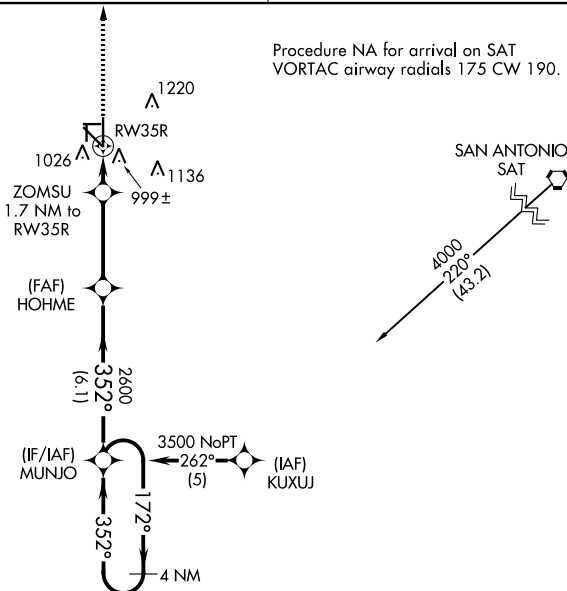 Procedure NA for arrival on SAT
VORTAC airway radials 175 CW 190.
1220
RW35R
1026
1136
999±
SAN ANTONIO
SAT
ZOMSU
1.7 NM to
RW35R
4000
220°
(43.2)
(FAF)
HOHME
2600
352°
(6.1)
(IF/IAF)
MUNJO
3500 NoPT
262°
(5)
(IAF)
KUXUJ
172°
352°
4 NM